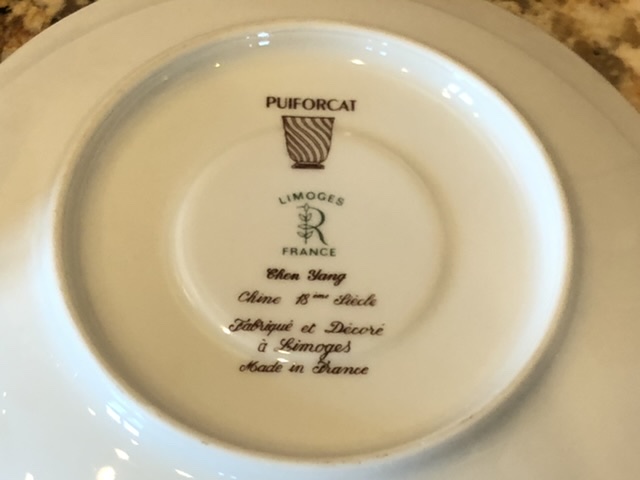 PUIFORCAT
LIMOGES
R
FRANCE
Chen Yang
Chine 18ème Siècle
Fabriqué et Décoré
à Limoges
Made in France